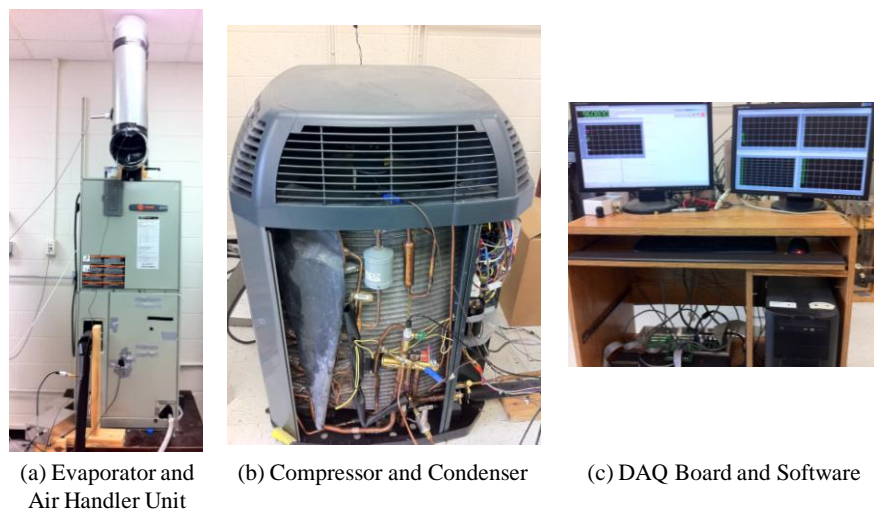 (a) Evaporator and
Air Handler Unit
(b) Compressor and Condenser
(c) DAQ Board and Software